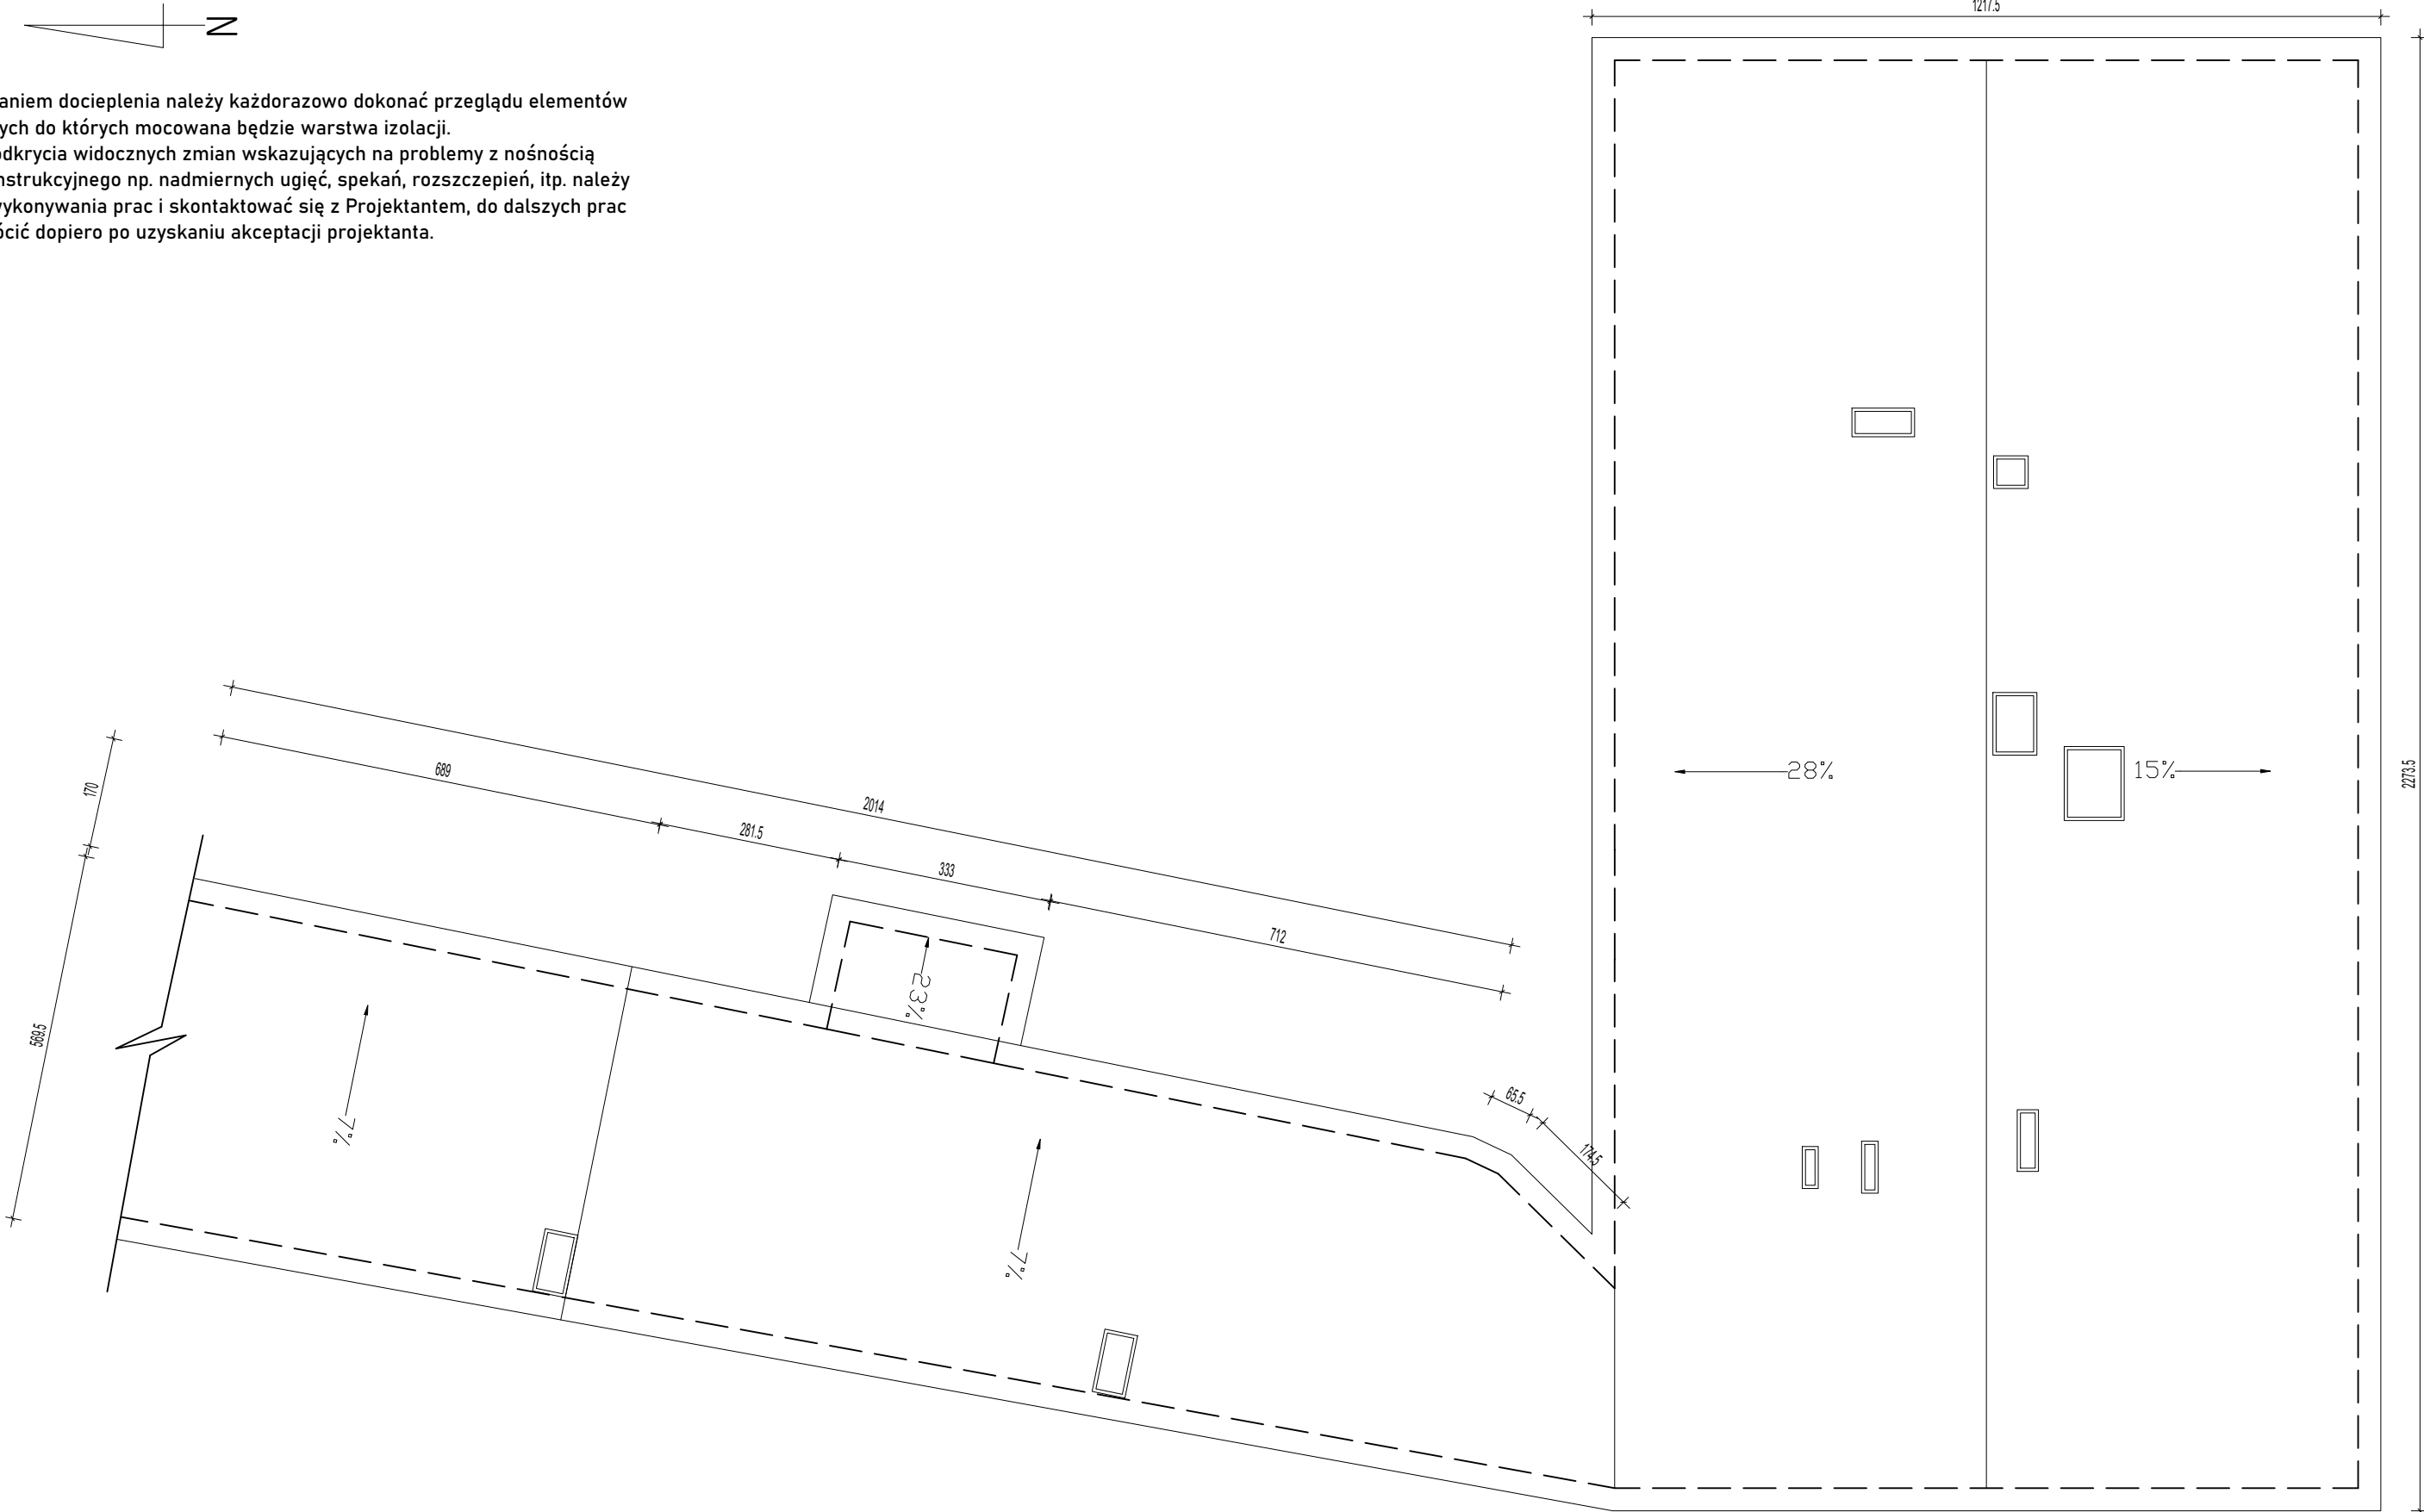 N
1217.5
aniem docieplenia należy każdorazowo dokonać przeglądu elementów
ych do których mocowana będzie warstwa izolacji.
odkrycia widocznych zmian wskazujących na problemy z nośnością
nstrukcyjnego np. nadmiernych ugięć, spekań, rozszczepień, itp. należy
wykonywania prac i skontaktować się z Projektantem, do dalszych prac
ócić dopiero po uzyskaniu akceptacji projektanta.
28%
15%
2273.5
689
2014
170
281.5
333
712
23%
569.5
7%
65.5
174.5
7%